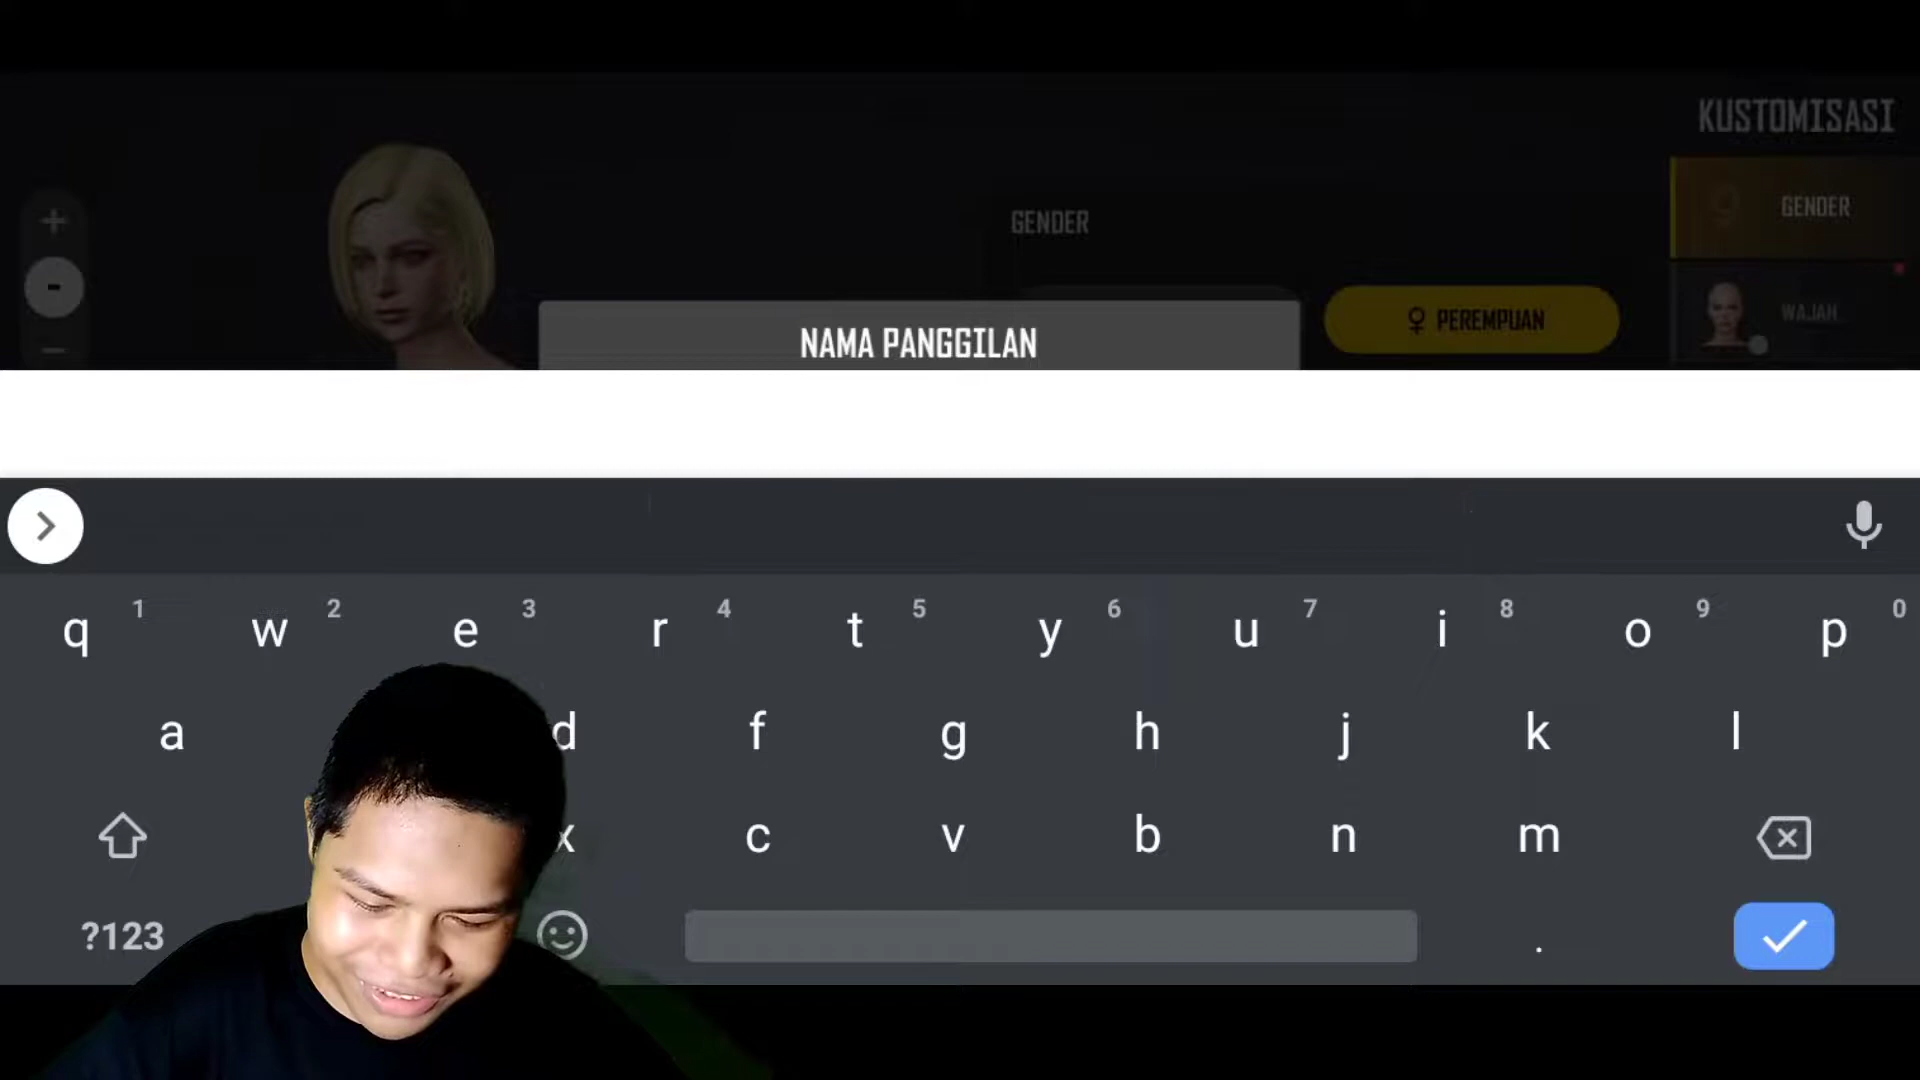 KUSTOMISASI
GENDER
GENDER
PEREMPUAN
WAJAH
NAMA PANGGILAN
q 1 w 2 e 3 r 4 t 5 y 6 u 7 i 8 o 9 p 0
a d f g h j k l
x c v b n m
?123 .